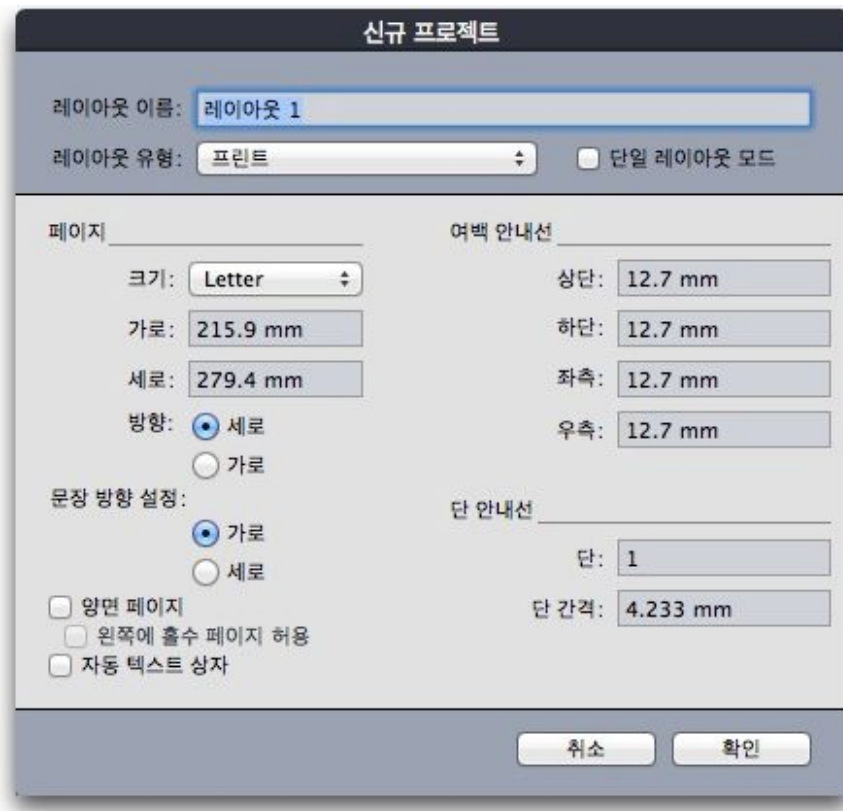 신규 프로젝트
레이아웃 이름: 레이아웃 1
레이아웃 유형: 프린트 단일 레이아웃 모드
페이지
크기: Letter
가로: 215.9 mm
세로: 279.4 mm
방향: 세로
가로
문장 방향 설정:
가로
세로
양면 페이지
왼쪽에 홀수 페이지 허용
자동 텍스트 상자
여백 안내선
상단: 12.7 mm
하단: 12.7 mm
좌측: 12.7 mm
우측: 12.7 mm
단 안내선
단: 1
단 간격: 4.233 mm
취소 확인